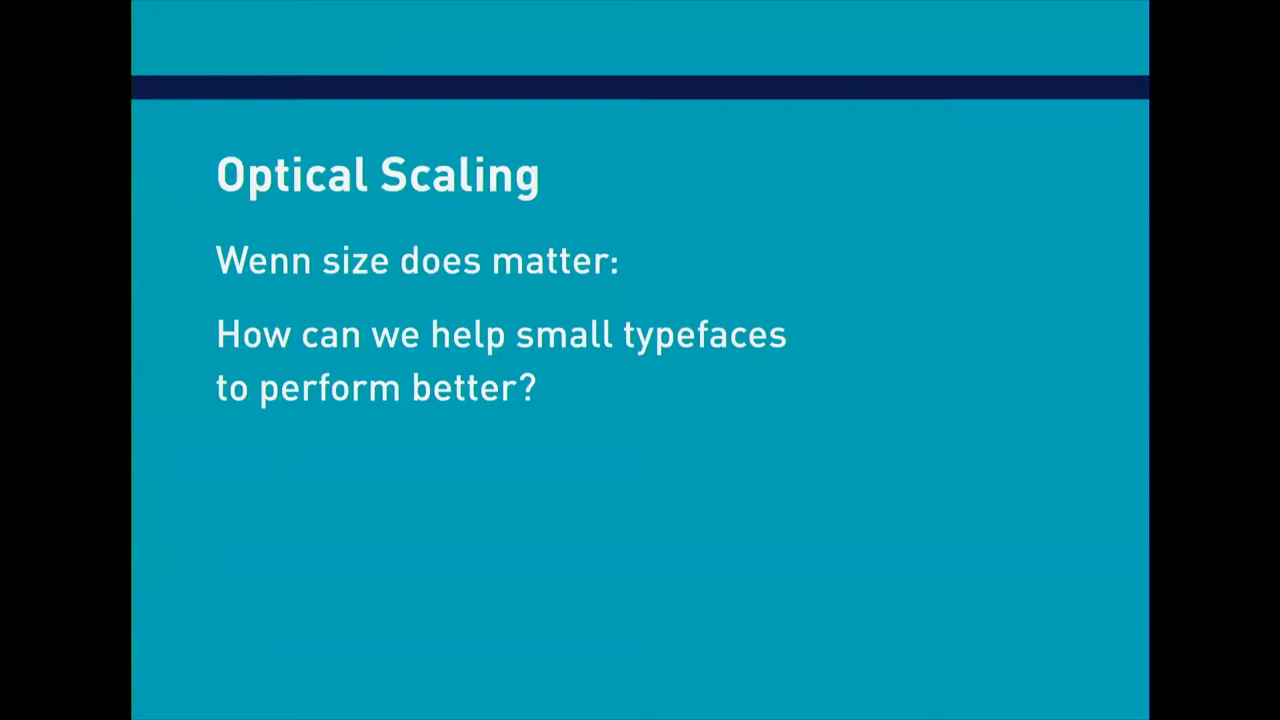 Optical Scaling
Wenn size does matter:
How can we help small typefaces
to perform better?